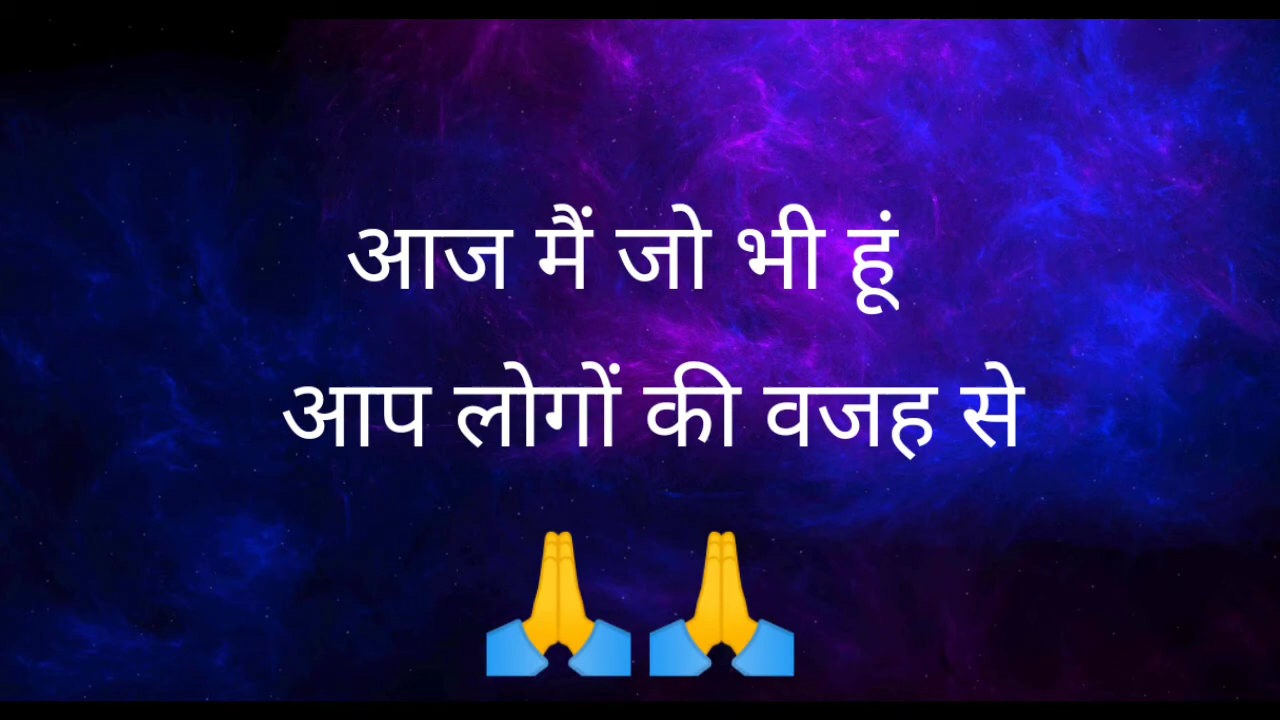 आज मैं जो भी हूं
आप लोगों की वजह से
🙏 🙏